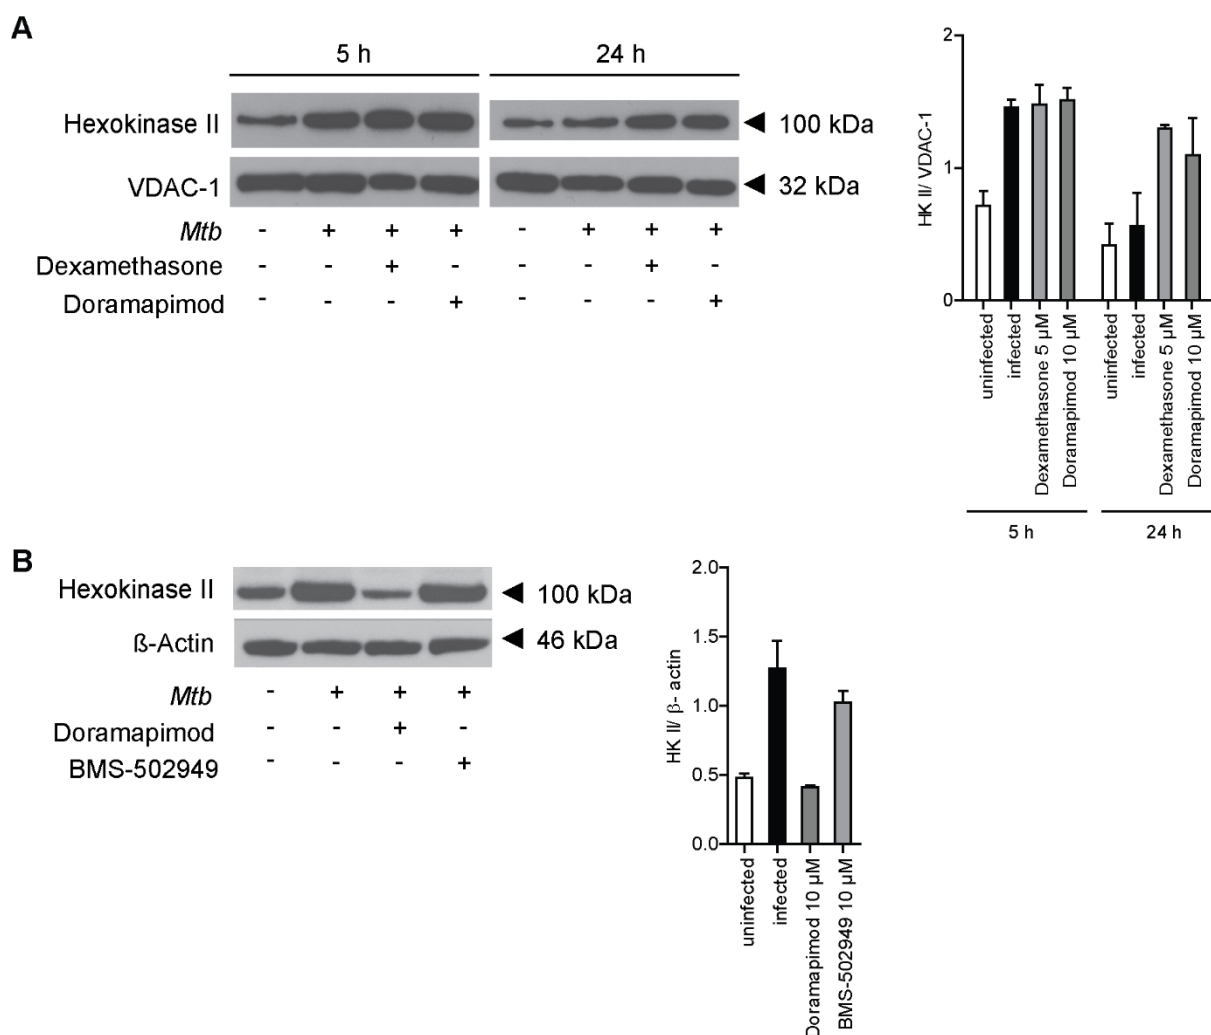 A
5 h 24 h
Hexokinase II
100 kDa
VDAC-1
32 kDa
Mtb - + + + - + + +
Dexamethasone - - + - - - + -
Doramapimod - - - + - - - +
2
1
0
HK II/ VDAC-1
uninfected
infected
Dexamethasone 5 µM
Doramapimod 10 µM
uninfected
infected
Dexamethasone 5 µM
Doramapimod 10 µM
5 h 24 h
B
Hexokinase II
100 kDa
ß-Actin
46 kDa
Mtb - + + +
Doramapimod - - + -
BMS-502949 - - - +
2.0
1.5
1.0
0.5
0.0
HK II/ β- actin
uninfected
infected
Doramapimod 10 µM
BMS-502949 10 µM